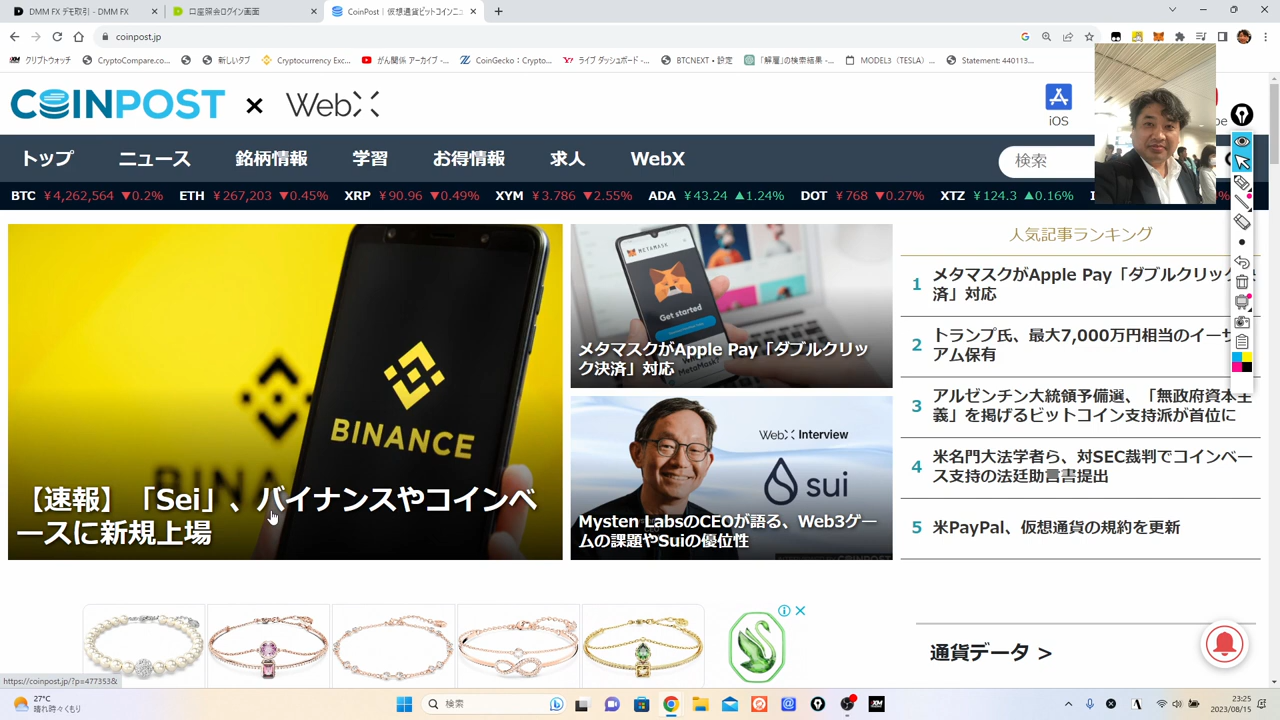 DMM FX デモ取引 - DMM FX
口座照会ログイン画面
CoinPost | 仮想通貨ビットコインニ
coinpost.jp
クリプトウォッチ
CryptoCompare.co...
新しいタブ
Cryptocurrency Exc...
がん関係 アーカイブ -...
CoinGecko：Crypto...
ライブ ダッシュボード -...
BTCNEXT • 設定
「解雇」の検索結果 -...
MODEL3（TESLA）...
Statement: 440113...
COINPOST × WebX
iOS
トップ
ニュース
銘柄情報
学習
お得情報
求人
WebX
検索
BTC ¥4,262,564 ▼0.2%
ETH ¥267,203 ▼0.45%
XRP ¥90.96 ▼0.49%
XYM ¥3.786 ▼2.55%
ADA ¥43.24 ▲1.24%
DOT ¥768 ▼0.27%
XTZ ¥124.3 ▲0.16%
BINANCE
【速報】「Sei」、バイナンスやコインベ
ースに新規上場
METAMASK
Get started
メタマスクがApple Pay「ダブルクリッ
ク決済」対応
WebX Interview
sui
Mysten LabsのCEOが語る、Web3ゲー
ムの課題やSuiの優位性
人気記事ランキング
1 メタマスクがApple Pay「ダブルクリック決
済」対応
2 トランプ氏、最大7,000万円相当のイーサ
アム保有
3 アルゼンチン大統領予備選、「無政府資本主
義」を掲げるビットコイン支持派が首位に
4 米名門大法学者ら、対SEC裁判でコインベー
ス支持の法廷助言書提出
5 米PayPal、仮想通貨の規約を更新
通貨データ >
https://coinpost.jp/?p=477353&
27°C
晴れ時々くもり
検索
23:25
2023/08/15